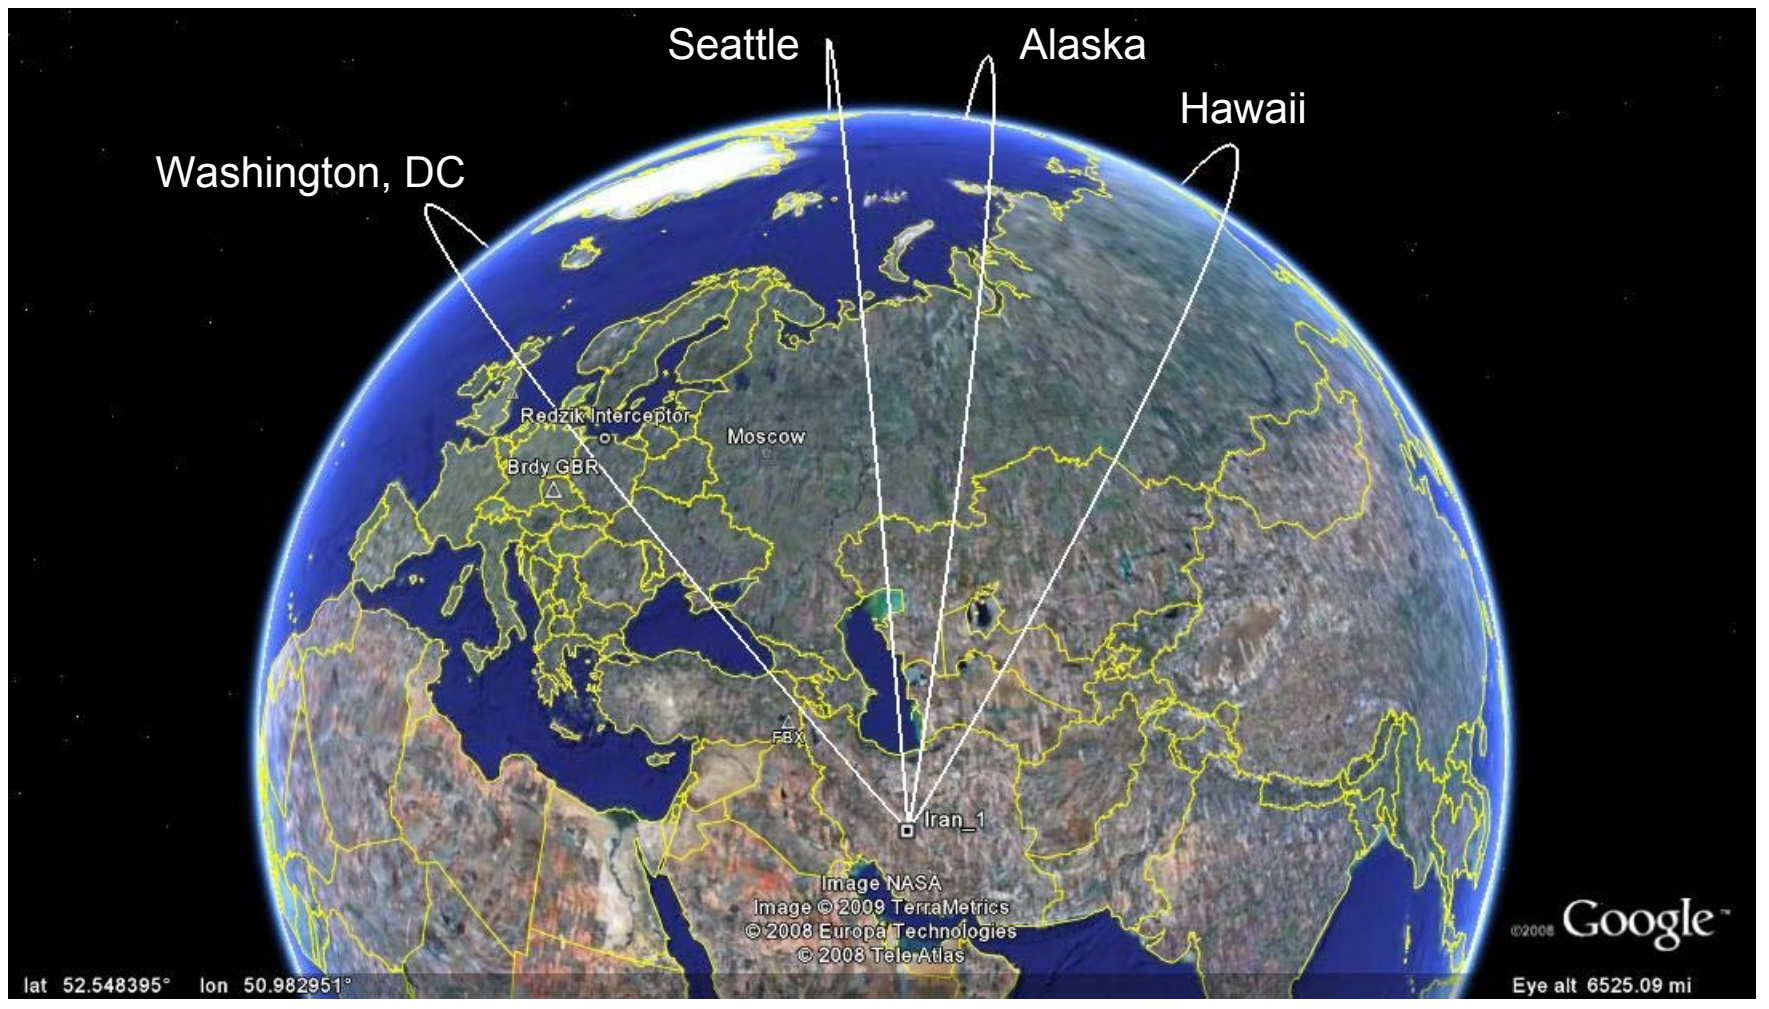 Seattle
Alaska
Hawaii
Washington, DC
Redzik Interceptor
Moscow
Brdy GBR
FBX
Iran_1
Image NASA
Image © 2009 TerraMetrics
© 2008 Europa Technologies
© 2008 Tele Atlas
©2008 Google™
lat 52.548395° lon 50.982951°
Eye alt 6525.09 mi